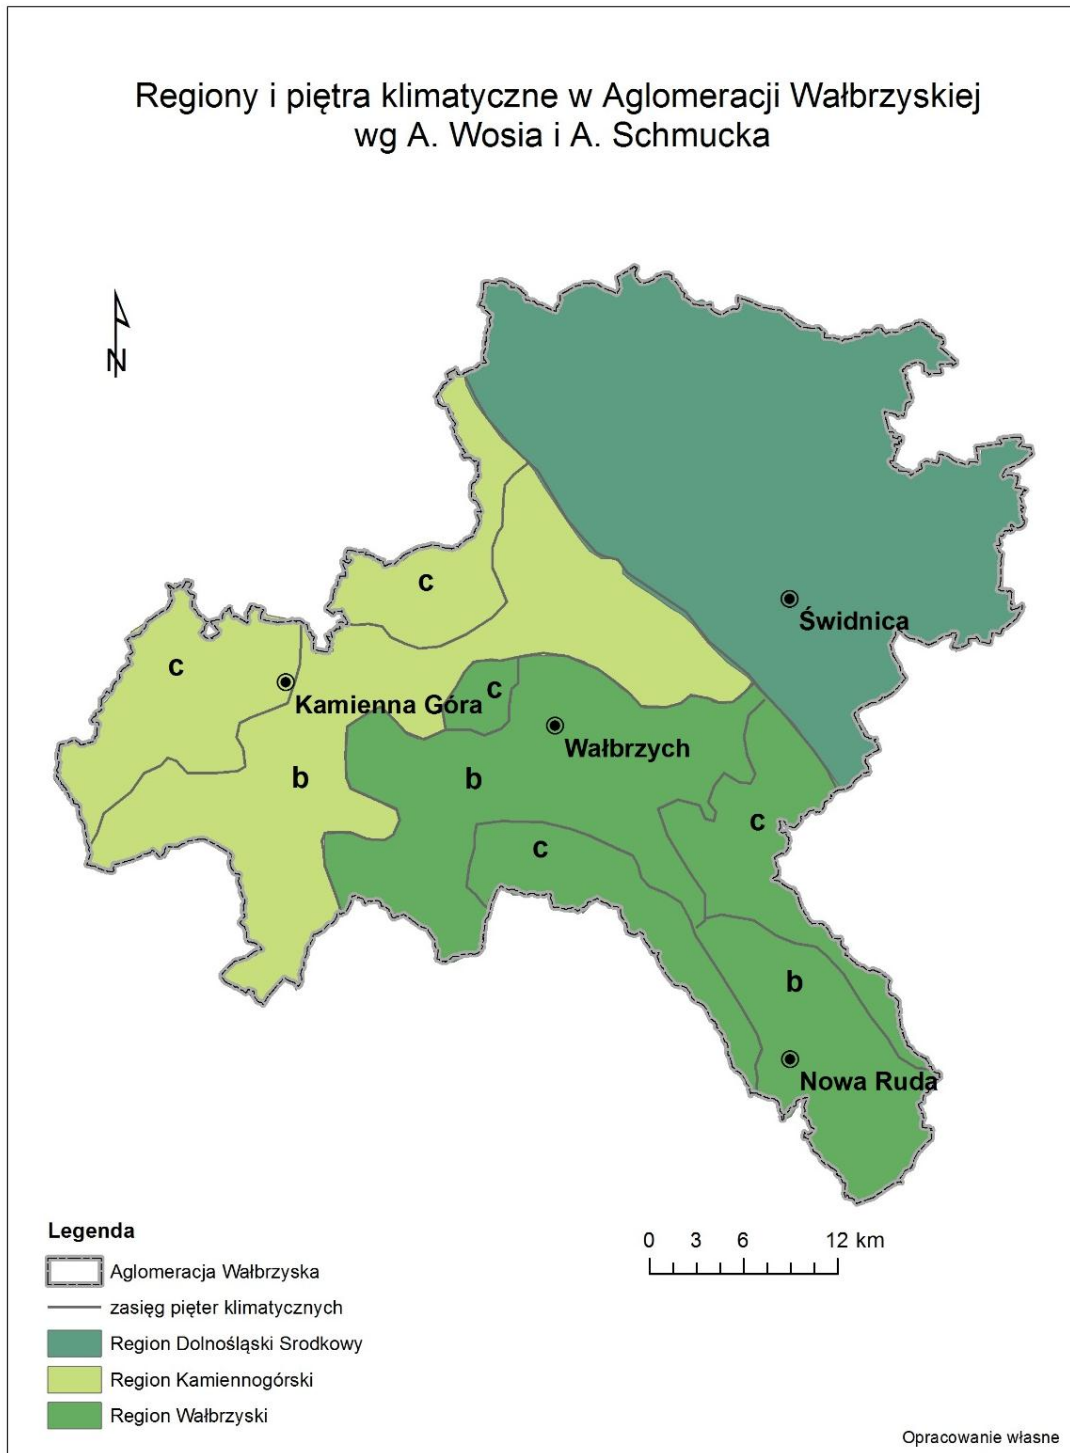 Regiony i piętra klimatyczne w Aglomeracji Wałbrzyskiej
wg A. Wosia i A. Schmucka
N
c
Świdnica
c
c
Kamienna Góra
Wałbrzych
b
b
c
c
b
Nowa Ruda
Legenda
0 3 6 12 km
Aglomeracja Wałbrzyska
zasięg pięter klimatycznych
Region Dolnośląski Srodkowy
Region Kamiennogórski
Region Wałbrzyski
Opracowanie własne